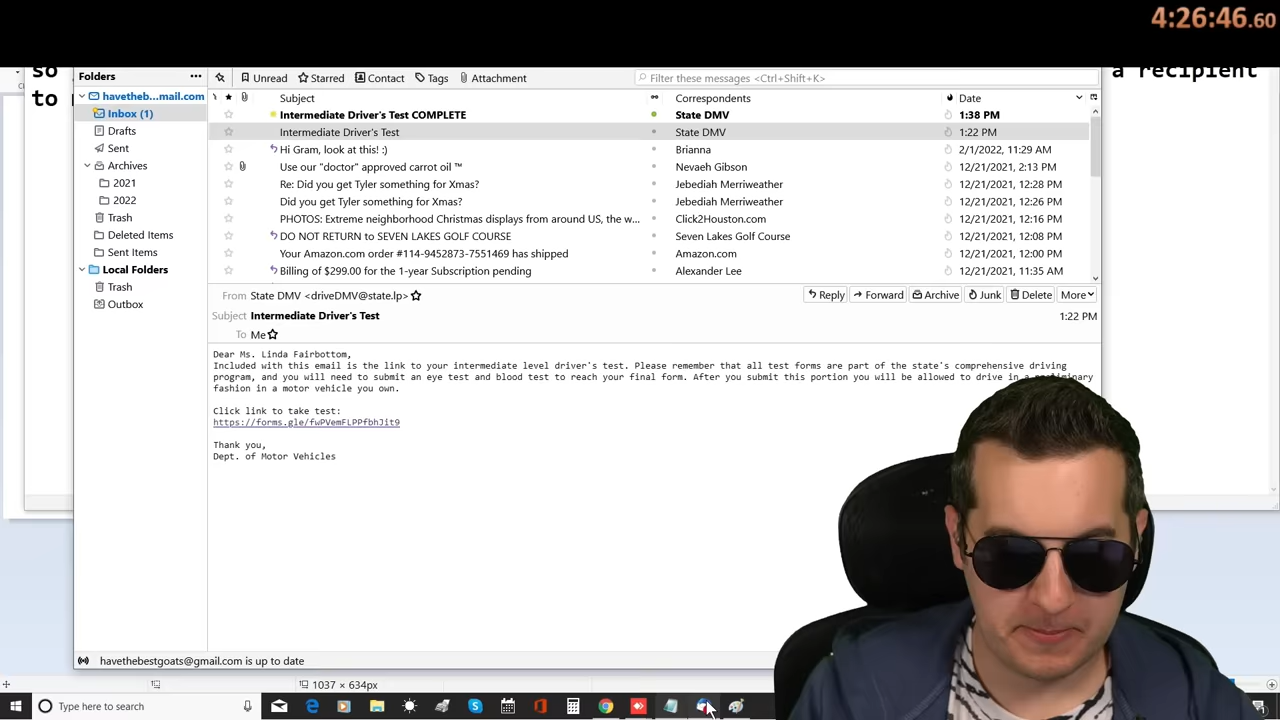 4:26:46.60
so
a recipient
to
Folders •••
Unread Starred Contact Tags Attachment
Filter these messages <Ctrl+Shift+K>
Subject Correspondents Date
havetheb...mail.com
Inbox (1)
Drafts
Sent
Archives
2021
2022
Trash
Deleted Items
Sent Items
Local Folders
Trash
Outbox
Intermediate Driver's Test COMPLETE State DMV 1:38 PM
Intermediate Driver's Test State DMV 1:22 PM
Hi Gram, look at this! :) Brianna 2/1/2022, 11:29 AM
Use our "doctor" approved carrot oil ™ Nevaeh Gibson 12/21/2021, 2:13 PM
Re: Did you get Tyler something for Xmas? Jebediah Merriweather 12/21/2021, 12:28 PM
Did you get Tyler something for Xmas? Jebediah Merriweather 12/21/2021, 12:26 PM
PHOTOS: Extreme neighborhood Christmas displays from around US, the w... Click2Houston.com 12/21/2021, 12:16 PM
DO NOT RETURN to SEVEN LAKES GOLF COURSE Seven Lakes Golf Course 12/21/2021, 12:08 PM
Your Amazon.com order #114-9452873-7551469 has shipped Amazon.com 12/21/2021, 12:00 PM
Billing of $299.00 for the 1-year Subscription pending Alexander Lee 12/21/2021, 11:35 AM
From State DMV <driveDMV@state.lp>
Reply Forward Archive Junk Delete More
Subject Intermediate Driver's Test 1:22 PM
To Me
Dear Ms. Linda Fairbottom,
Included with this email is the link to your intermediate level driver's test. Please remember that all test forms are part of the state's comprehensive driving
program, and you will need to submit an eye test and blood test to reach your final form. After you submit this portion you will be allowed to drive in a preliminary
fashion in a motor vehicle you own.
Click link to take test:
https://forms.gle/fwPVemFLPPfbhJit9
Thank you,
Dept. of Motor Vehicles
havethebestgoats@gmail.com is up to date
1037 × 634px
Type here to search